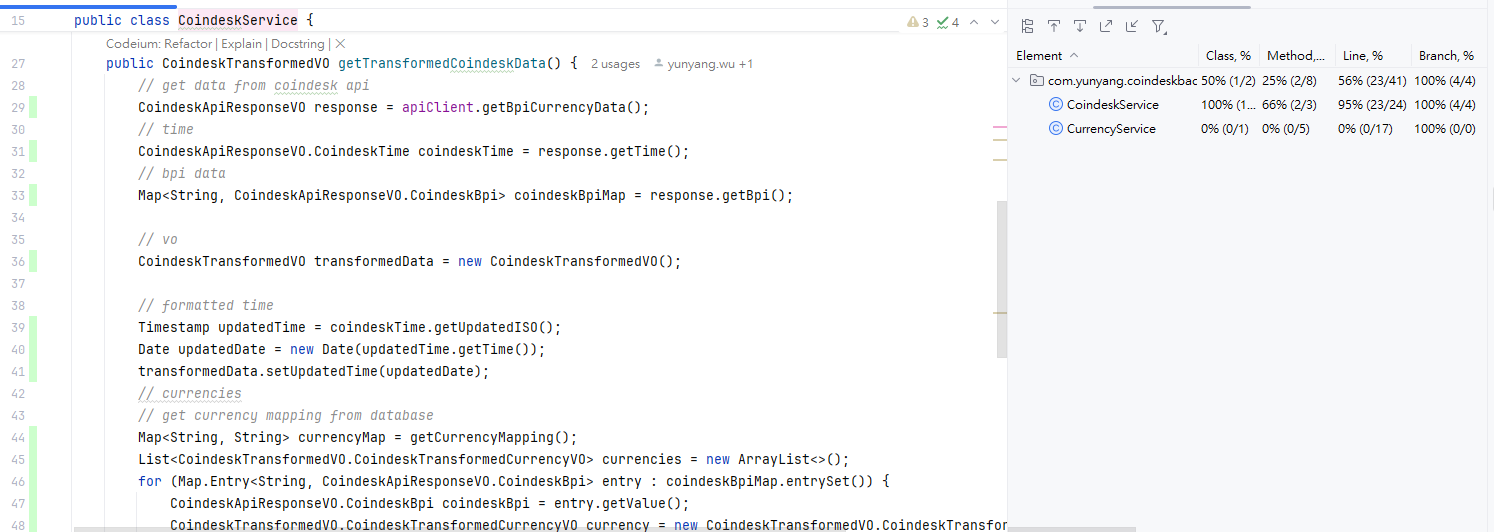 15 public class CoindeskService {
3 4
Codeium: Refactor | Explain | Docstring | ✕
27 public CoindeskTransformedVO getTransformedCoindeskData() { 2 usages yunyang.wu +1
28 // get data from coindesk api
29 CoindeskApiResponseVO response = apiClient.getBpiCurrencyData();
30 // time
31 CoindeskApiResponseVO.CoindeskTime coindeskTime = response.getTime();
32 // bpi data
33 Map<String, CoindeskApiResponseVO.CoindeskBpi> coindeskBpiMap = response.getBpi();
34
35 // vo
36 CoindeskTransformedVO transformedData = new CoindeskTransformedVO();
37
38 // formatted time
39 Timestamp updatedTime = coindeskTime.getUpdatedISO();
40 Date updatedDate = new Date(updatedTime.getTime());
41 transformedData.setUpdatedTime(updatedDate);
42 // currencies
43 // get currency mapping from database
44 Map<String, String> currencyMap = getCurrencyMapping();
45 List<CoindeskTransformedVO.CoindeskTransformedCurrencyVO> currencies = new ArrayList<>();
46 for (Map.Entry<String, CoindeskApiResponseVO.CoindeskBpi> entry : coindeskBpiMap.entrySet()) {
47 CoindeskApiResponseVO.CoindeskBpi coindeskBpi = entry.getValue();
48 CoindeskTransformedVO.CoindeskTransformedCurrencyVO currency = new CoindeskTransformedVO.CoindeskTransf
Element Class, % Method,... Line, % Branch, %
com.yunyang.coindeskbac 50% (1/2) 25% (2/8) 56% (23/41) 100% (4/4)
CoindeskService 100% (1... 66% (2/3) 95% (23/24) 100% (4/4)
CurrencyService 0% (0/1) 0% (0/5) 0% (0/17) 100% (0/0)